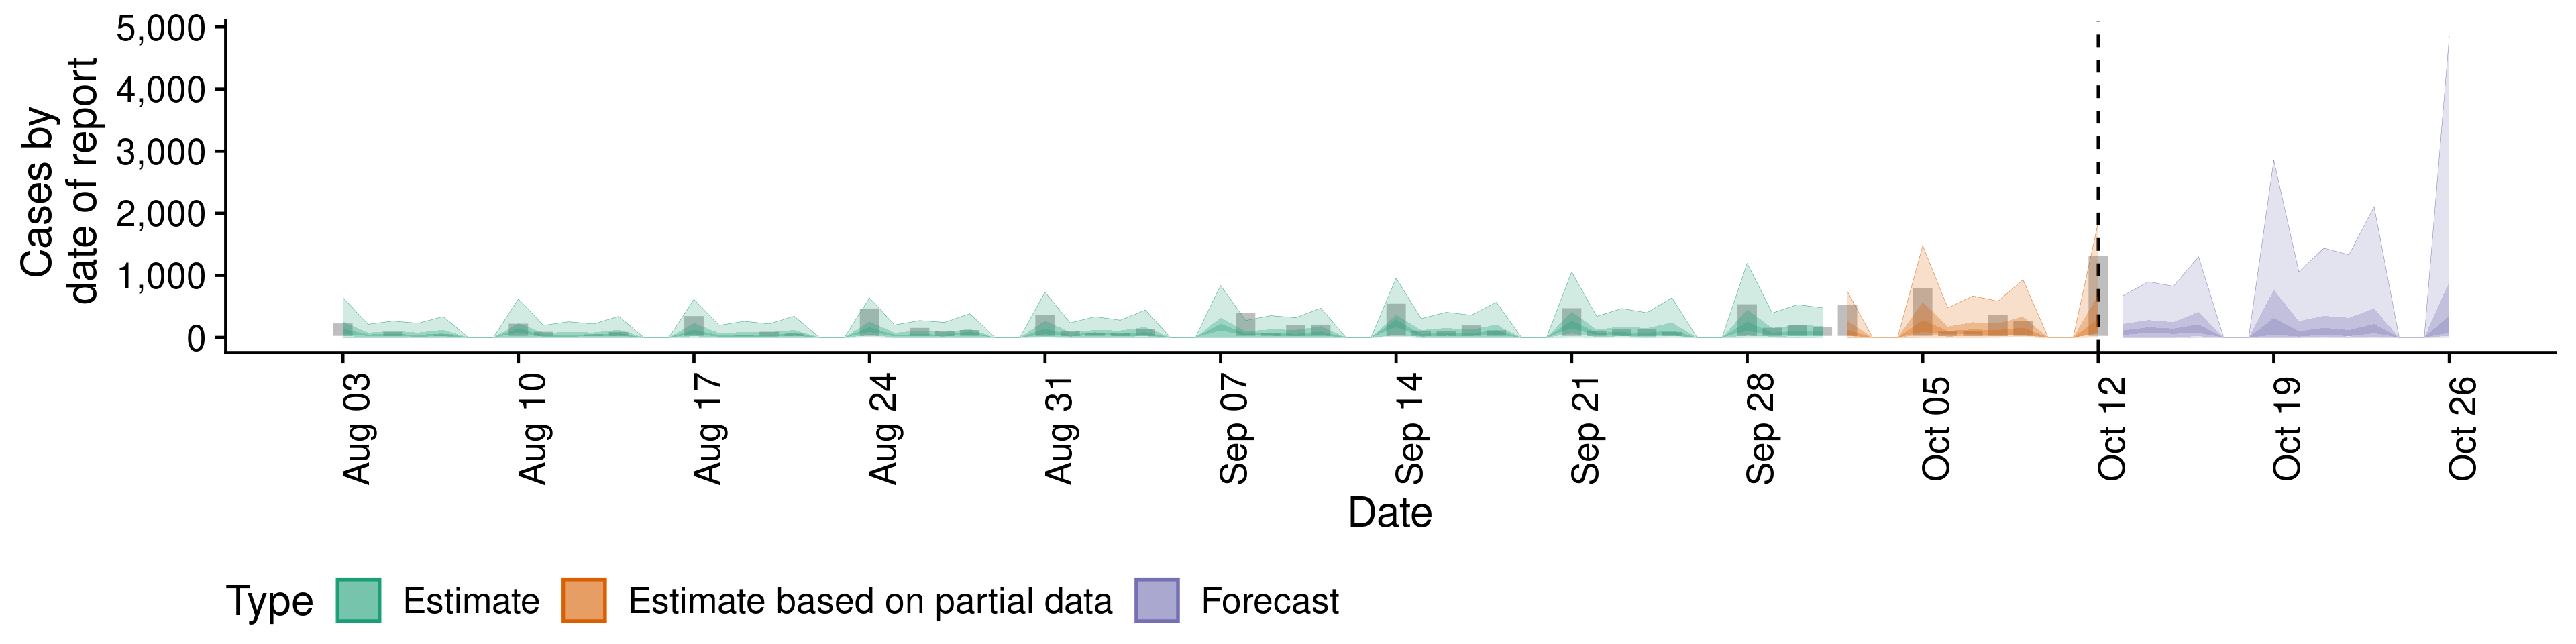 Cases by
date of report
5,000
4,000
3,000
2,000
1,000
0
Aug 03
Aug 10
Aug 17
Aug 24
Aug 31
Sep 07
Sep 14
Sep 21
Sep 28
Oct 05
Oct 12
Oct 19
Oct 26
Date
Type Estimate Estimate based on partial data Forecast